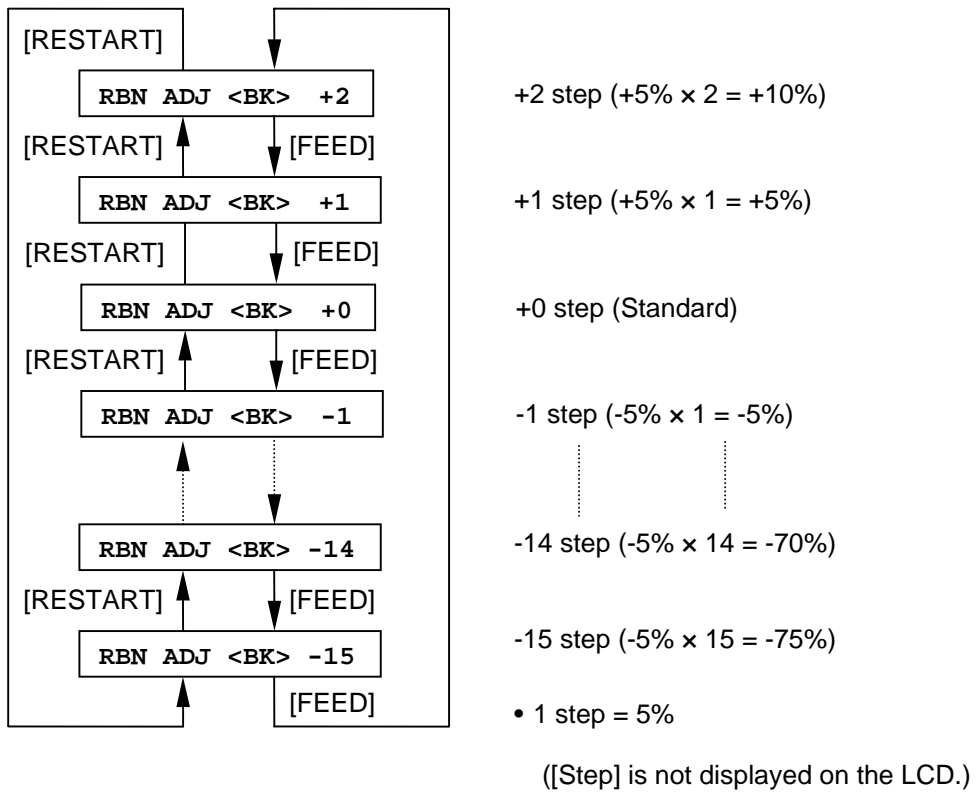 [RESTART]
RBN ADJ <BK> +2 +2 step (+5% × 2 = +10%)
[RESTART] [FEED]
RBN ADJ <BK> +1 +1 step (+5% × 1 = +5%)
[RESTART] [FEED]
RBN ADJ <BK> +0 +0 step (Standard)
[RESTART] [FEED]
RBN ADJ <BK> -1 -1 step (-5% × 1 = -5%)
RBN ADJ <BK> -14 -14 step (-5% × 14 = -70%)
[RESTART] [FEED]
RBN ADJ <BK> -15 -15 step (-5% × 15 = -75%)
[FEED] • 1 step = 5%
([Step] is not displayed on the LCD.)